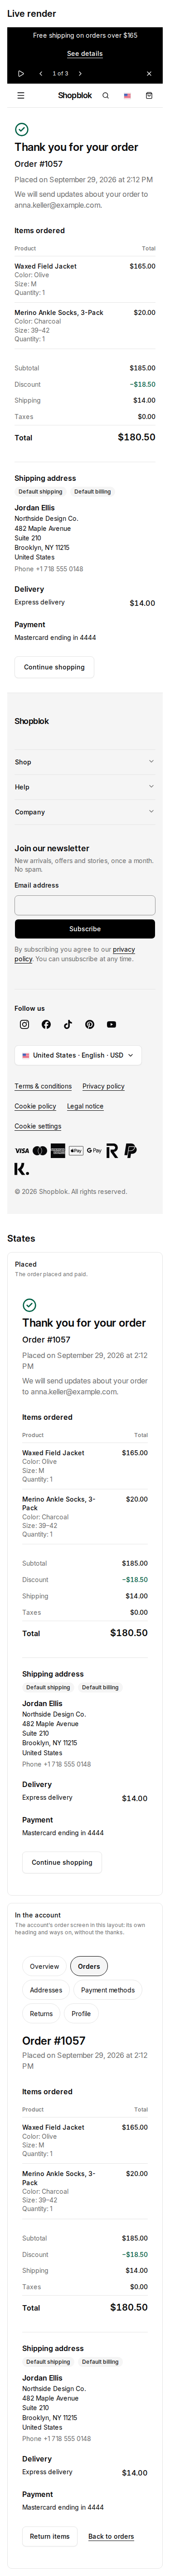 Live render
Free shipping on orders over $165
See details
1 of 3
Shopblok
Thank you for your order
Order #1057
Placed on September 29, 2026 at 2:12 PM
We will send updates about your order to
anna.keller@example.com.
Items ordered
Product Total
Waxed Field Jacket $165.00
Color: Olive
Size: M
Quantity: 1
Merino Ankle Socks, 3-Pack $20.00
Color: Charcoal
Size: 39–42
Quantity: 1
Subtotal $185.00
Discount −$18.50
Shipping $14.00
Taxes $0.00
Total $180.50
Shipping address
Default shipping Default billing
Jordan Ellis
Northside Design Co.
482 Maple Avenue
Suite 210
Brooklyn, NY 11215
United States
Phone +1 718 555 0148
Delivery
Express delivery $14.00
Payment
Mastercard ending in 4444
Continue shopping
Shopblok
Shop
Help
Company
Join our newsletter
New arrivals, offers and stories, once a month.
No spam.
Email address
Subscribe
By subscribing you agree to our privacy
policy. You can unsubscribe at any time.
Follow us
United States · English · USD
Terms & conditions Privacy policy
Cookie policy Legal notice
Cookie settings
VISA Pay G Pay
K.
© 2026 Shopblok. All rights reserved.
States
Placed
The order placed and paid.
Thank you for your order
Order #1057
Placed on September 29, 2026 at 2:12
PM
We will send updates about your order
to anna.keller@example.com.
Items ordered
Product Total
Waxed Field Jacket $165.00
Color: Olive
Size: M
Quantity: 1
Merino Ankle Socks, 3- $20.00
Pack
Color: Charcoal
Size: 39–42
Quantity: 1
Subtotal $185.00
Discount −$18.50
Shipping $14.00
Taxes $0.00
Total $180.50
Shipping address
Default shipping Default billing
Jordan Ellis
Northside Design Co.
482 Maple Avenue
Suite 210
Brooklyn, NY 11215
United States
Phone +1 718 555 0148
Delivery
Express delivery $14.00
Payment
Mastercard ending in 4444
Continue shopping
In the account
The account's order screen in this layout: its own
heading and way on, without the thanks.
Overview Orders
Addresses Payment methods
Returns Profile
Order #1057
Placed on September 29, 2026 at 2:12
PM
Items ordered
Product Total
Waxed Field Jacket $165.00
Color: Olive
Size: M
Quantity: 1
Merino Ankle Socks, 3- $20.00
Pack
Color: Charcoal
Size: 39–42
Quantity: 1
Subtotal $185.00
Discount −$18.50
Shipping $14.00
Taxes $0.00
Total $180.50
Shipping address
Default shipping Default billing
Jordan Ellis
Northside Design Co.
482 Maple Avenue
Suite 210
Brooklyn, NY 11215
United States
Phone +1 718 555 0148
Delivery
Express delivery $14.00
Payment
Mastercard ending in 4444
Return items Back to orders